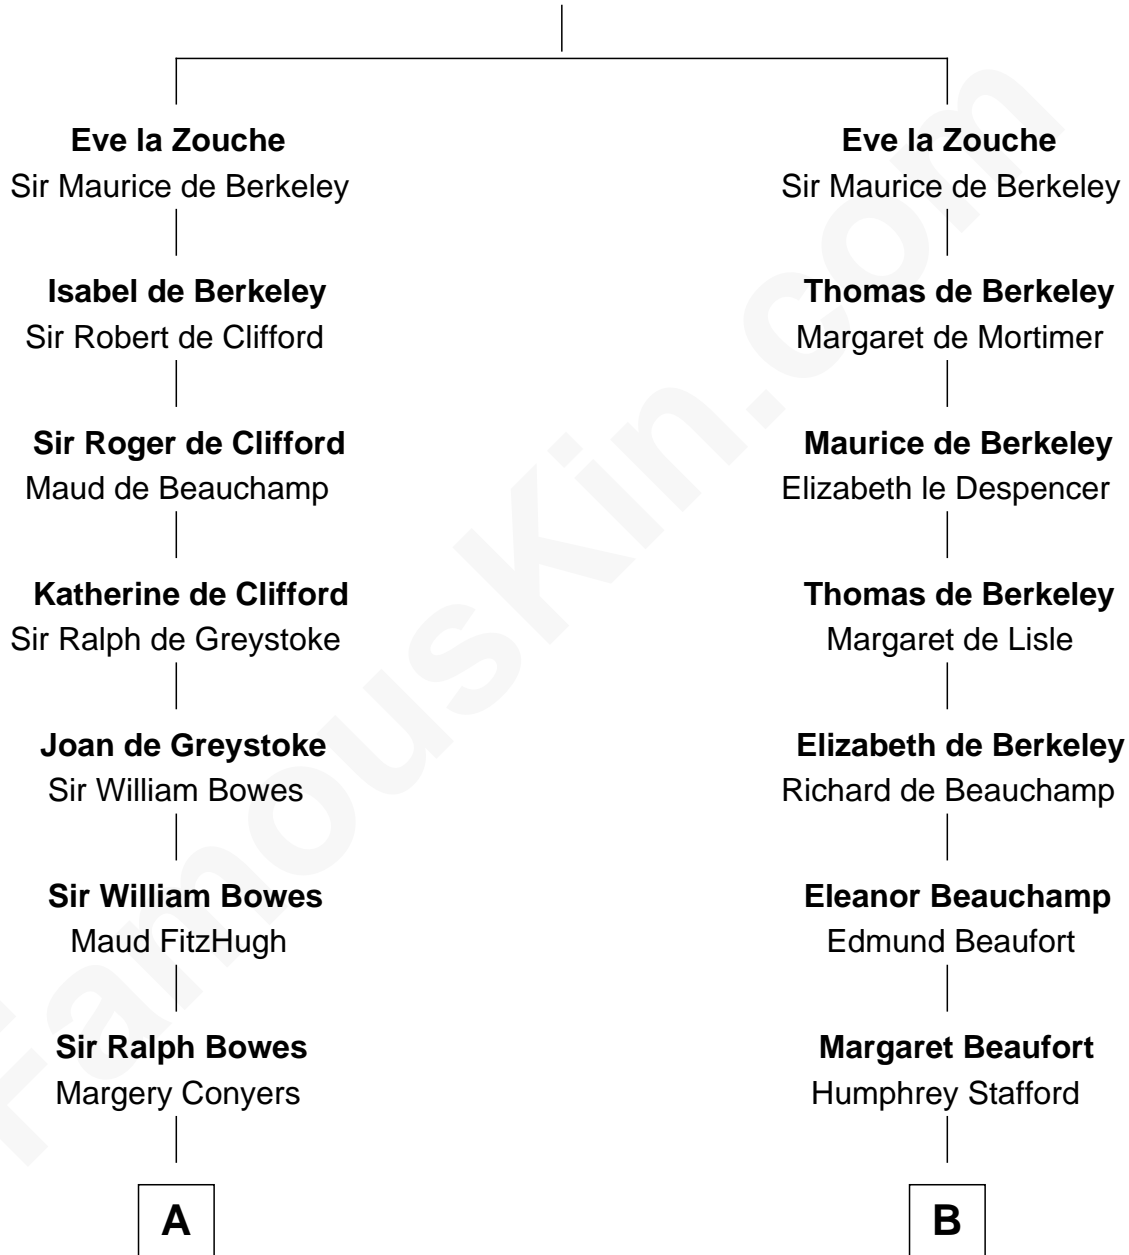 Eve la Zouche
Sir Maurice de Berkeley
Isabel de Berkeley
Sir Robert de Clifford
Sir Roger de Clifford
Maud de Beauchamp
Katherine de Clifford
Sir Ralph de Greystoke
Joan de Greystoke
Sir William Bowes
Sir William Bowes
Maud FitzHugh
Sir Ralph Bowes
Margery Conyers
A
Eve la Zouche
Sir Maurice de Berkeley
Thomas de Berkeley
Margaret de Mortimer
Maurice de Berkeley
Elizabeth le Despencer
Thomas de Berkeley
Margaret de Lisle
Elizabeth de Berkeley
Richard de Beauchamp
Eleanor Beauchamp
Edmund Beaufort
Margaret Beaufort
Humphrey Stafford
B
FamousKin.com